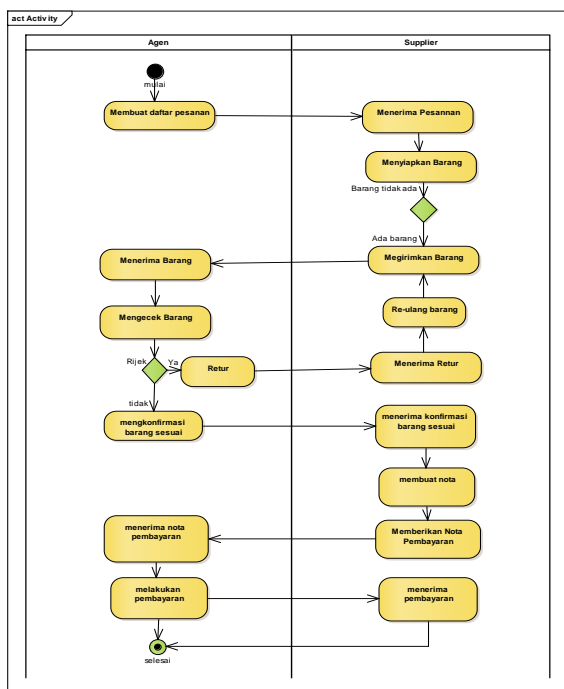 act Activity
Agen
Supplier
mulai
Membuat daftar pesanan
Menerima Pesannan
Menyiapkan Barang
Barang tidak ada
Ada barang
Megirimkan Barang
Menerima Barang
Mengecek Barang
Re-ulang barang
Rijek
Ya
Retur
Menerima Retur
tidak
mengkonfirmasi
barang sesuai
menerima konfirmasi
barang sesuai
membuat nota
Memberikan Nota
Pembayaran
menerima nota
pembayaran
melakukan
pembayaran
menerima
pembayaran
selesai